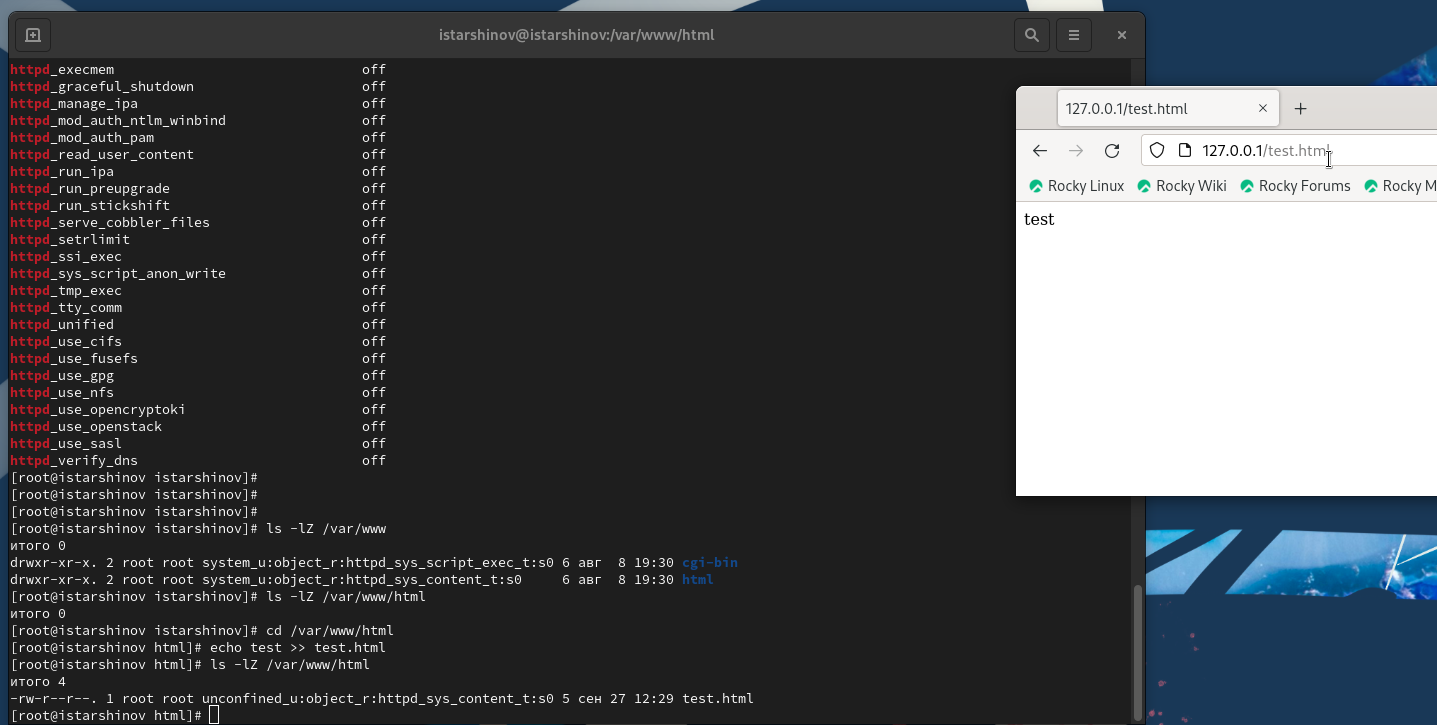 istarshinov@istarshinov:/var/www/html
httpd_execmem off
httpd_graceful_shutdown off
httpd_manage_ipa off
httpd_mod_auth_ntlm_winbind off
httpd_mod_auth_pam off
httpd_read_user_content off
httpd_run_ipa off
httpd_run_preupgrade off
httpd_run_stickshift off
httpd_serve_cobbler_files off
httpd_setrlimit off
httpd_ssi_exec off
httpd_sys_script_anon_write off
httpd_tmp_exec off
httpd_tty_comm off
httpd_unified off
httpd_use_cifs off
httpd_use_fusefs off
httpd_use_gpg off
httpd_use_nfs off
httpd_use_opencryptoki off
httpd_use_openstack off
httpd_use_sasl off
httpd_verify_dns off
[root@istarshinov istarshinov]#
[root@istarshinov istarshinov]#
[root@istarshinov istarshinov]#
[root@istarshinov istarshinov]# ls -lZ /var/www
итого 0
drwxr-xr-x. 2 root root system_u:object_r:httpd_sys_script_exec_t:s0 6 авг  8 19:30 cgi-bin
drwxr-xr-x. 2 root root system_u:object_r:httpd_sys_content_t:s0     6 авг  8 19:30 html
[root@istarshinov istarshinov]# ls -lZ /var/www/html
итого 0
[root@istarshinov istarshinov]# cd /var/www/html
[root@istarshinov html]# echo test >> test.html
[root@istarshinov html]# ls -lZ /var/www/html
итого 4
-rw-r--r--. 1 root root unconfined_u:object_r:httpd_sys_content_t:s0 5 сен 27 12:29 test.html
[root@istarshinov html]#
127.0.0.1/test.html
127.0.0.1/test.html
Rocky Linux Rocky Wiki Rocky Forums Rocky M
test